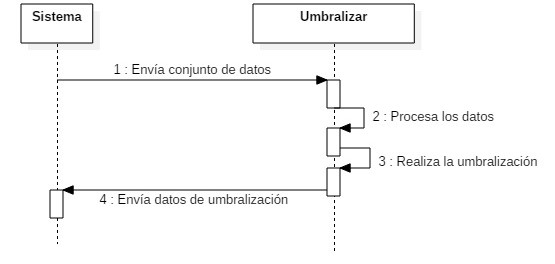 Sistema
Umbralizar
1 : Envía conjunto de datos
2 : Procesa los datos
3 : Realiza la umbralización
4 : Envía datos de umbralización